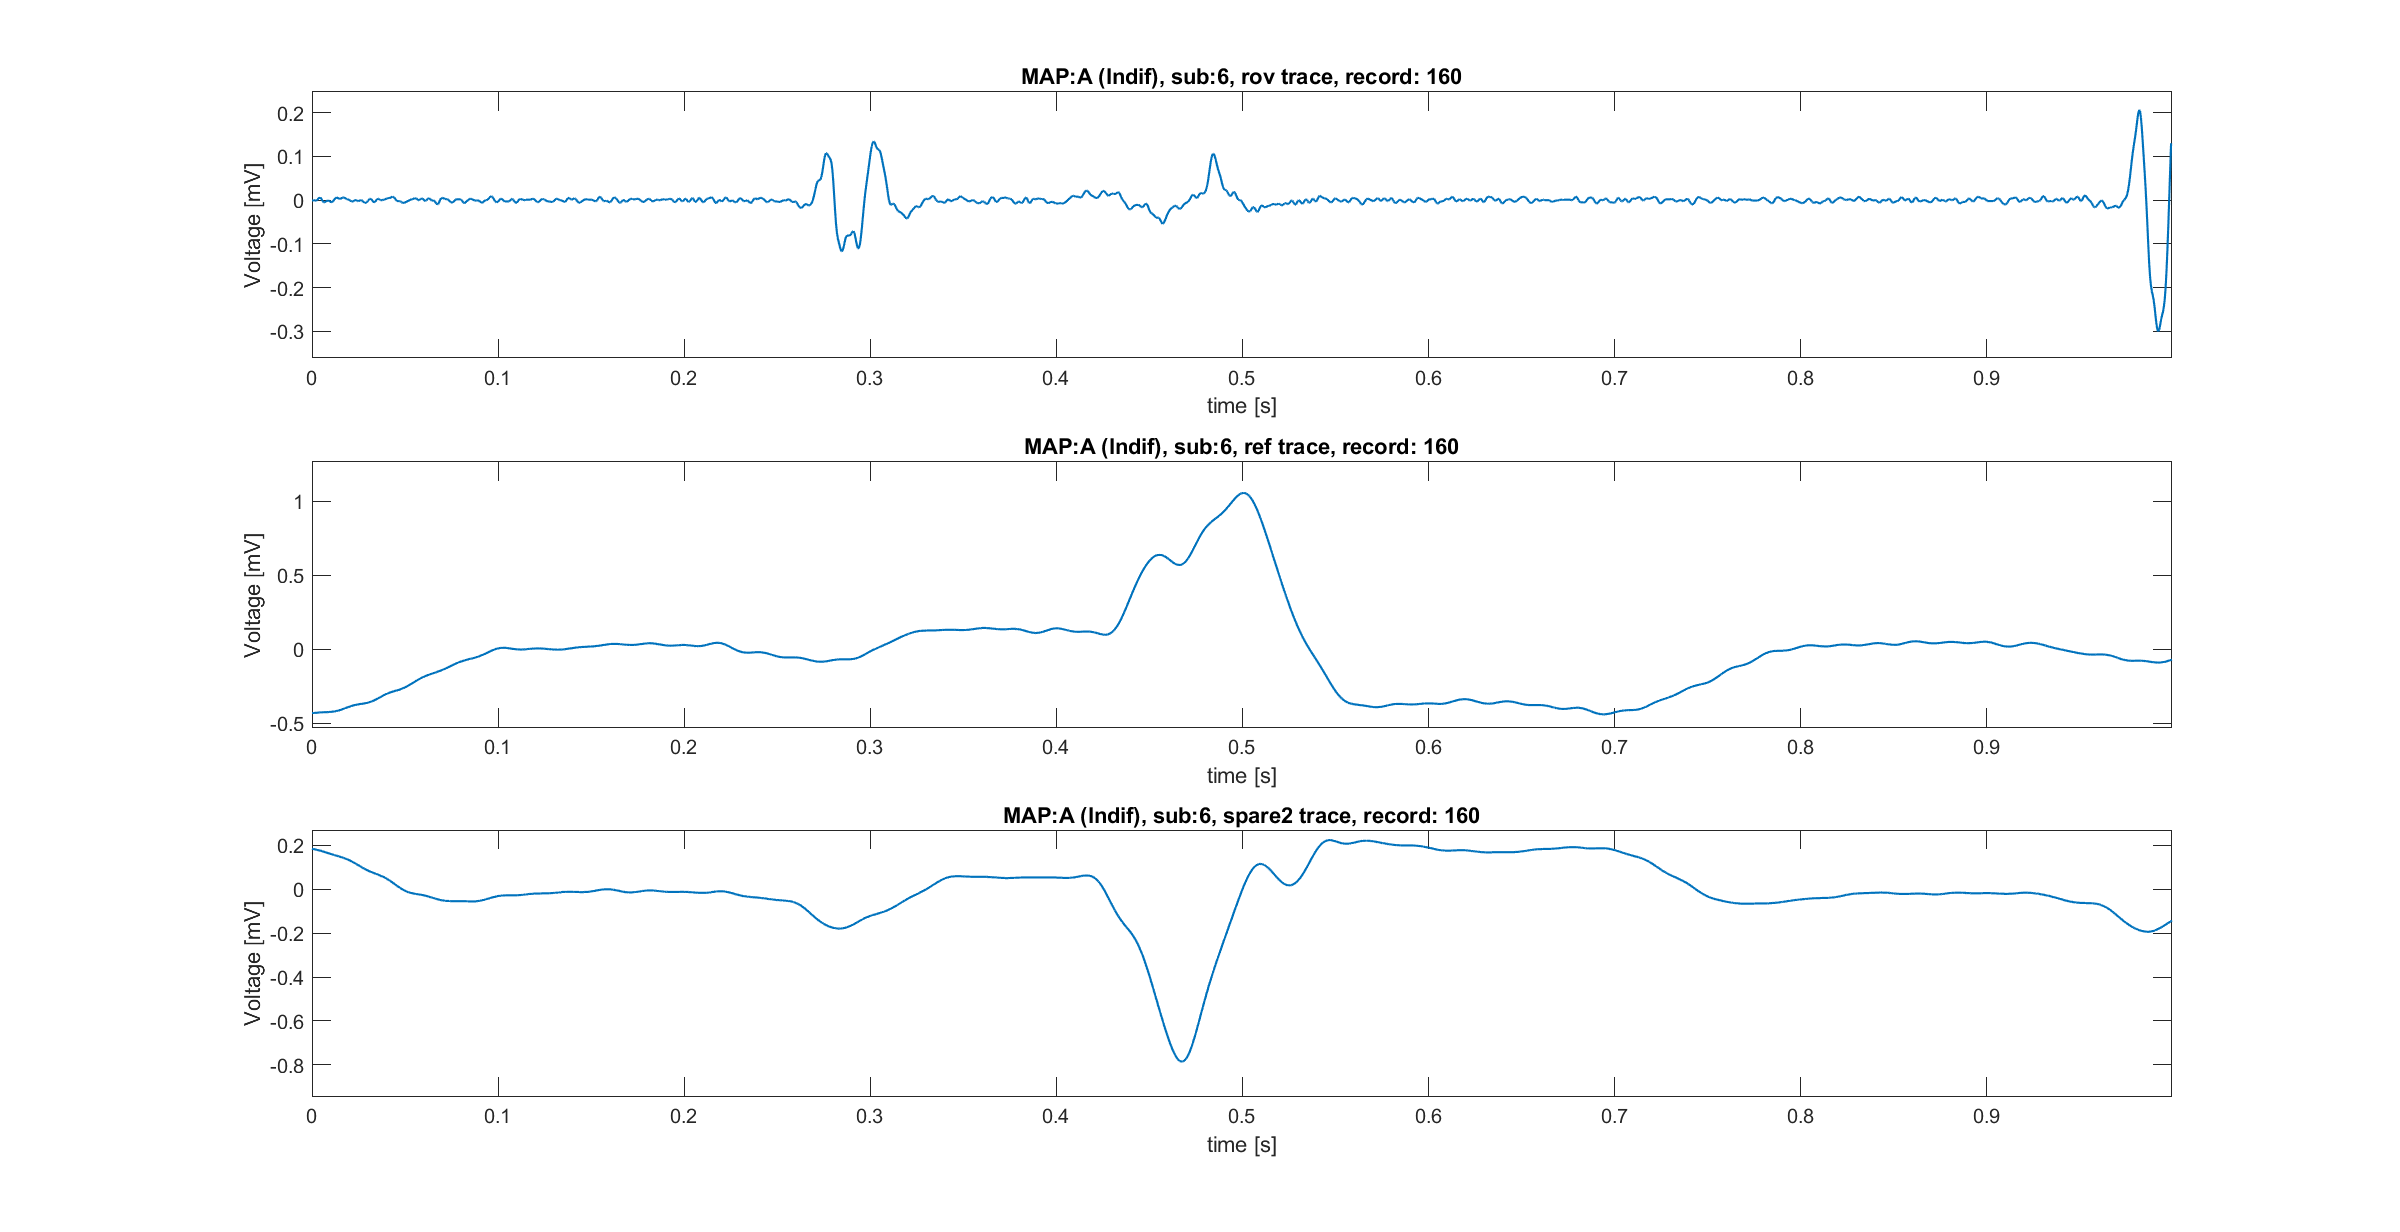 MAP:A (Indif), sub:6, rov trace, record: 160
Voltage [mV]
0.2
0.1
0
-0.1
-0.2
-0.3
0 0.1 0.2 0.3 0.4 0.5 0.6 0.7 0.8 0.9
time [s]
MAP:A (Indif), sub:6, ref trace, record: 160
Voltage [mV]
1
0.5
0
-0.5
0 0.1 0.2 0.3 0.4 0.5 0.6 0.7 0.8 0.9
time [s]
MAP:A (Indif), sub:6, spare2 trace, record: 160
Voltage [mV]
0.2
0
-0.2
-0.4
-0.6
-0.8
0 0.1 0.2 0.3 0.4 0.5 0.6 0.7 0.8 0.9
time [s]